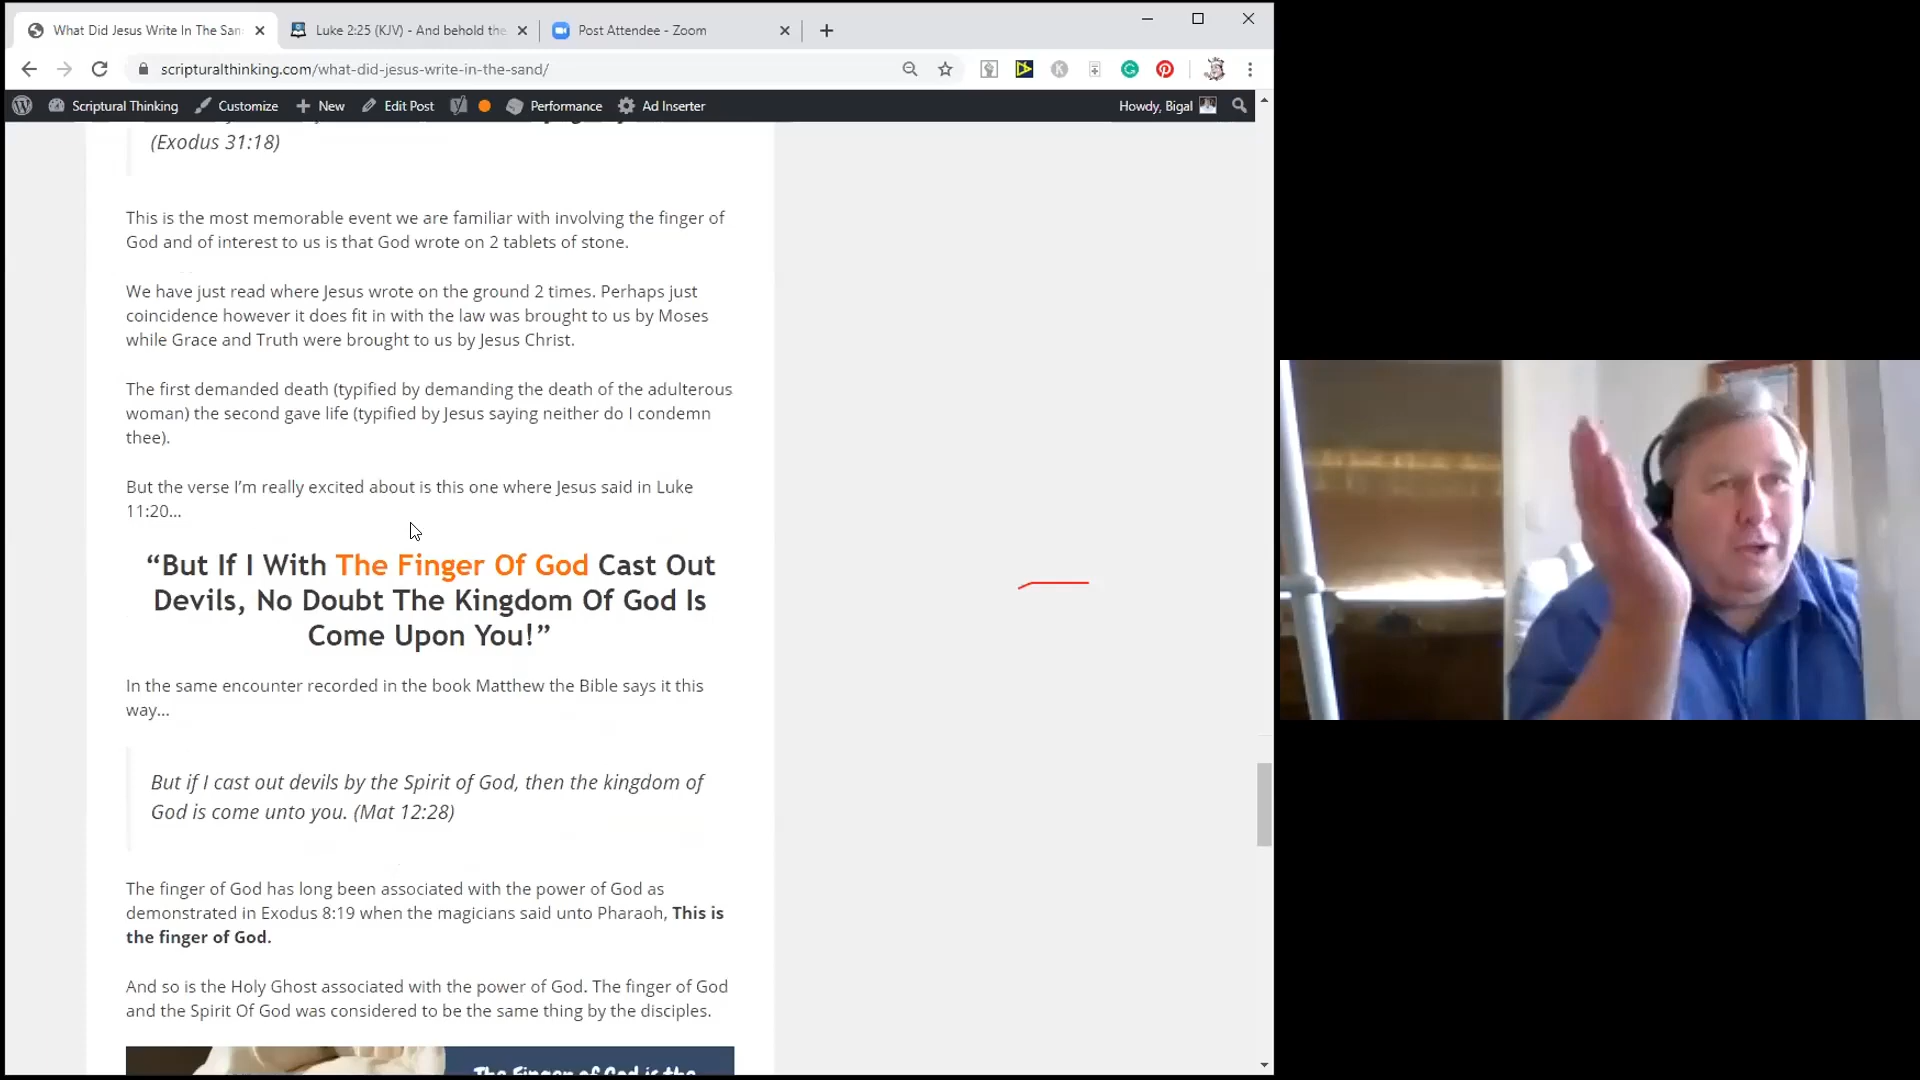 What Did Jesus Write In The San
Luke 2:25 (KJV) - And behold the
Post Attendee - Zoom
scripturalthinking.com/what-did-jesus-write-in-the-sand/
Scriptural Thinking Customize New Edit Post Performance Ad Inserter Howdy, Bigal
(Exodus 31:18)
This is the most memorable event we are familiar with involving the finger of
God and of interest to us is that God wrote on 2 tablets of stone.
We have just read where Jesus wrote on the ground 2 times. Perhaps just
coincidence however it does fit in with the law was brought to us by Moses
while Grace and Truth were brought to us by Jesus Christ.
The first demanded death (typified by demanding the death of the adulterous
woman) the second gave life (typified by Jesus saying neither do I condemn
thee).
But the verse I’m really excited about is this one where Jesus said in Luke
11:20...
“But If I With The Finger Of God Cast Out
Devils, No Doubt The Kingdom Of God Is
Come Upon You!”
In the same encounter recorded in the book Matthew the Bible says it this
way...
But if I cast out devils by the Spirit of God, then the kingdom of
God is come unto you. (Mat 12:28)
The finger of God has long been associated with the power of God as
demonstrated in Exodus 8:19 when the magicians said unto Pharaoh, This is
the finger of God.
And so is the Holy Ghost associated with the power of God. The finger of God
and the Spirit Of God was considered to be the same thing by the disciples.
The Finger of God is the